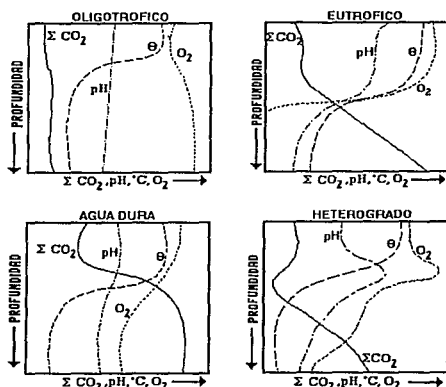 OLIGOTROFICO
Σ CO₂
Θ
O₂
pH
PROFUNDIDAD
Σ CO₂, pH, °C, O₂
EUTROFICO
ΣCO₂
pH
Θ
O₂
PROFUNDIDAD
Σ CO₂, pH, °C, O₂
AGUA DURA
Σ CO₂
pH
Θ
O₂
PROFUNDIDAD
Σ CO₂, pH, °C, O₂
HETEROGRADO
pH
Θ
O₂
ΣCO₂
PROFUNDIDAD
Σ CO₂, pH, °C, O₂